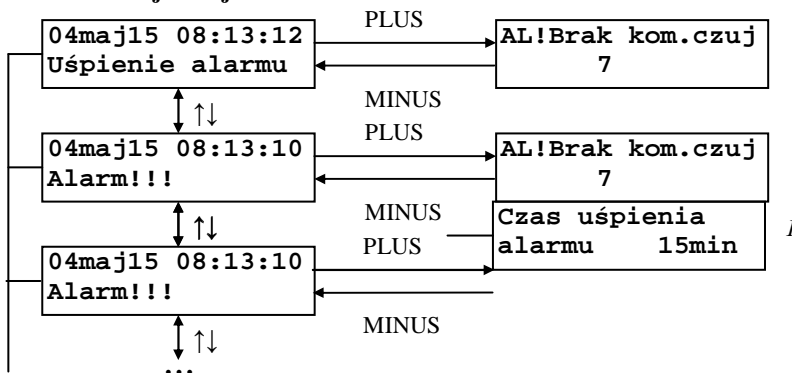 PLUS
04maj15 08:13:12
Uśpienie alarmu
AL!Brak kom.czuj
7
↑↓
MINUS
PLUS
04maj15 08:13:10
Alarm!!!
AL!Brak kom.czuj
7
↑↓
MINUS
Czas uśpienia
alarmu 15min
PLUS
04maj15 08:13:10
Alarm!!!
MINUS
↑↓
...